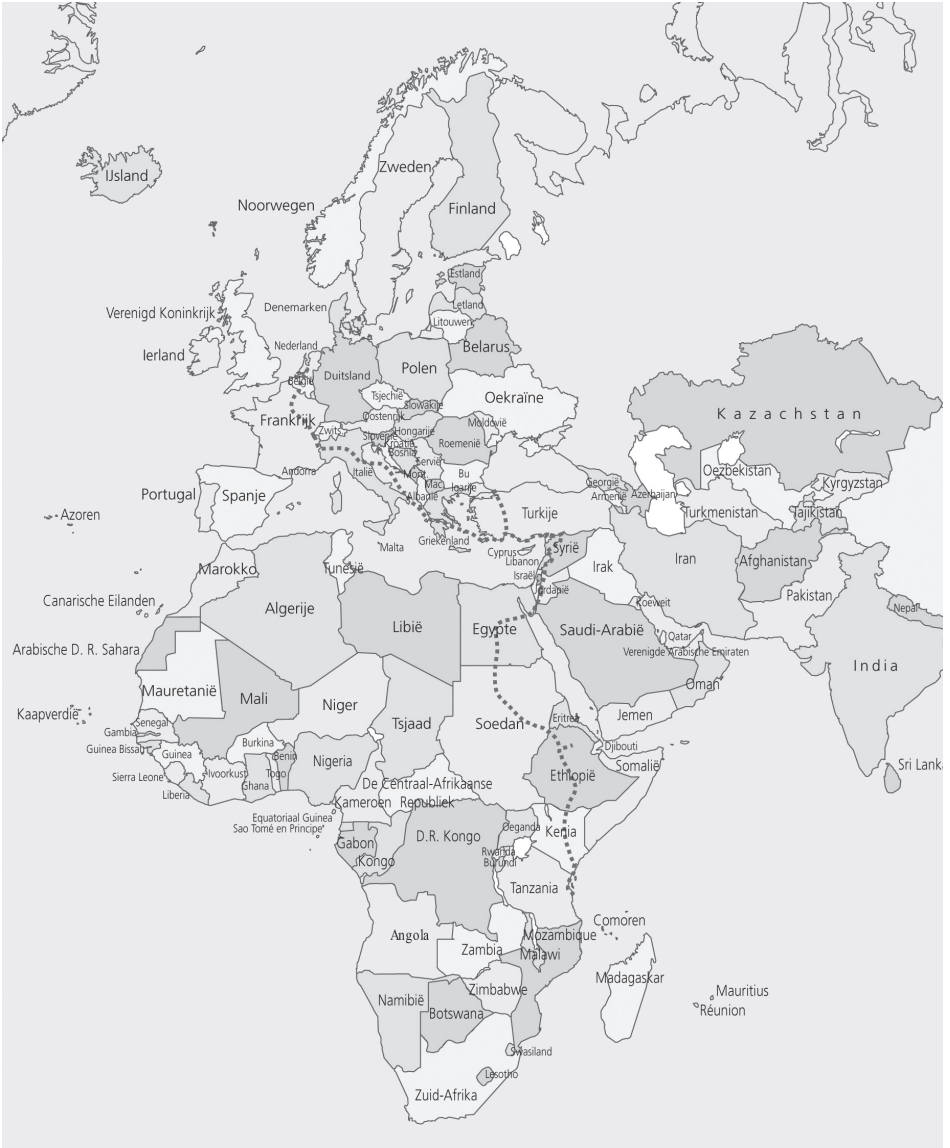 IJsland
Zweden
Noorwegen
Finland
Estland
Letland
Litouwen
Denemarken
Verenigd Koninkrijk
Ierland
Nederland
België
Duitsland
Polen
Belarus
Tsjechië
Slowakije
Oekraïne
Oostenrijk
Moldovië
Frankrijk
Zwits.
Slovenië
Hongarije
Kroatië
Bosnië
Roemenië
Servië
Mont.
Mac
Albanië
Bu
lgarije
Italië
Andorra
Portugal
Spanje
Azoren
Griekenland
Malta
Turkije
Cyprus
Georgië
Armenië
Azerbaijan
Kazachstan
Oezbekistan
Kyrgyzstan
Turkmenistan
Tajikistan
Syrië
Libanon
Israël
Jordanië
Irak
Iran
Afghanistan
Pakistan
Nepal
India
Sri Lanka
Koeweit
Qatar
Verenigde Arabische Emiraten
Saudi-Arabië
Oman
Jemen
Marokko
Tunesië
Canarische Eilanden
Algerije
Libië
Egypte
Arabische D. R. Sahara
Mauretanië
Mali
Niger
Tsjaad
Soedan
Eritrea
Djibouti
Somalië
Ethiopië
Kaapverdië
Senegal
Gambia
Guinea Bissau
Guinea
Sierra Leone
Liberia
Ivoorkust
Burkina
Ghana
Togo
Benin
Nigeria
De Centraal-Afrikaanse
Republiek
Kameroen
Equatoriaal Guinea
Sao Tomé en Principe
Gabon
Kongo
D.R. Kongo
Oeganda
Kenia
Rwanda
Burundi
Tanzania
Comoren
Angola
Zambia
Mozambique
Malawi
Zimbabwe
Madagaskar
Mauritius
Réunion
Namibië
Botswana
Swasiland
Lesotho
Zuid-Afrika